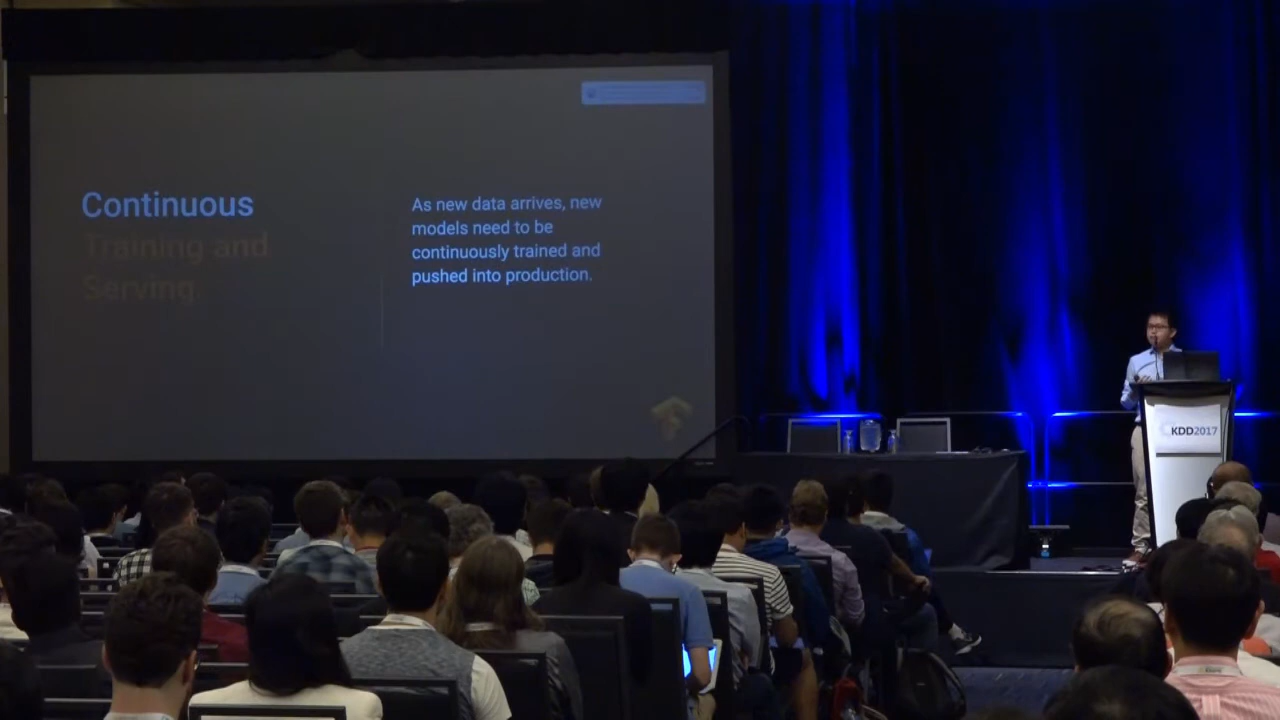 Continuous
Training and
Serving.
As new data arrives, new
models need to be
continuously trained and
pushed into production.
KDD2017